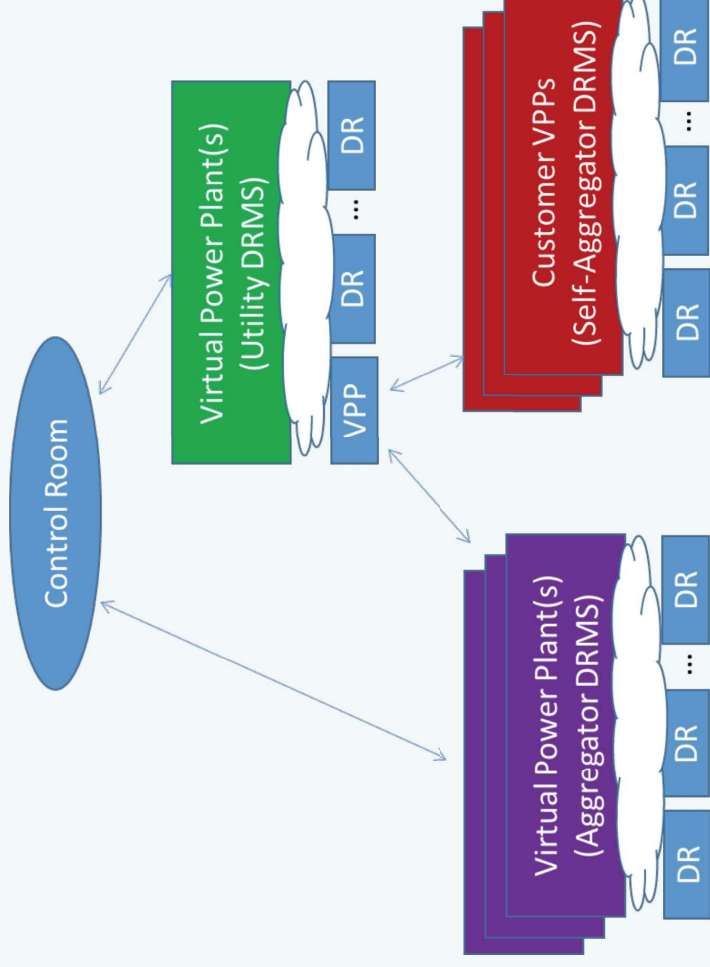 Control Room
Virtual Power Plant(s)
(Utility DRMS)
VPP
DR
...
DR
Virtual Power Plant(s)
(Aggregator DRMS)
DR
DR
...
DR
Customer VPPs
(Self-Aggregator DRMS)
DR
DR
...
DR